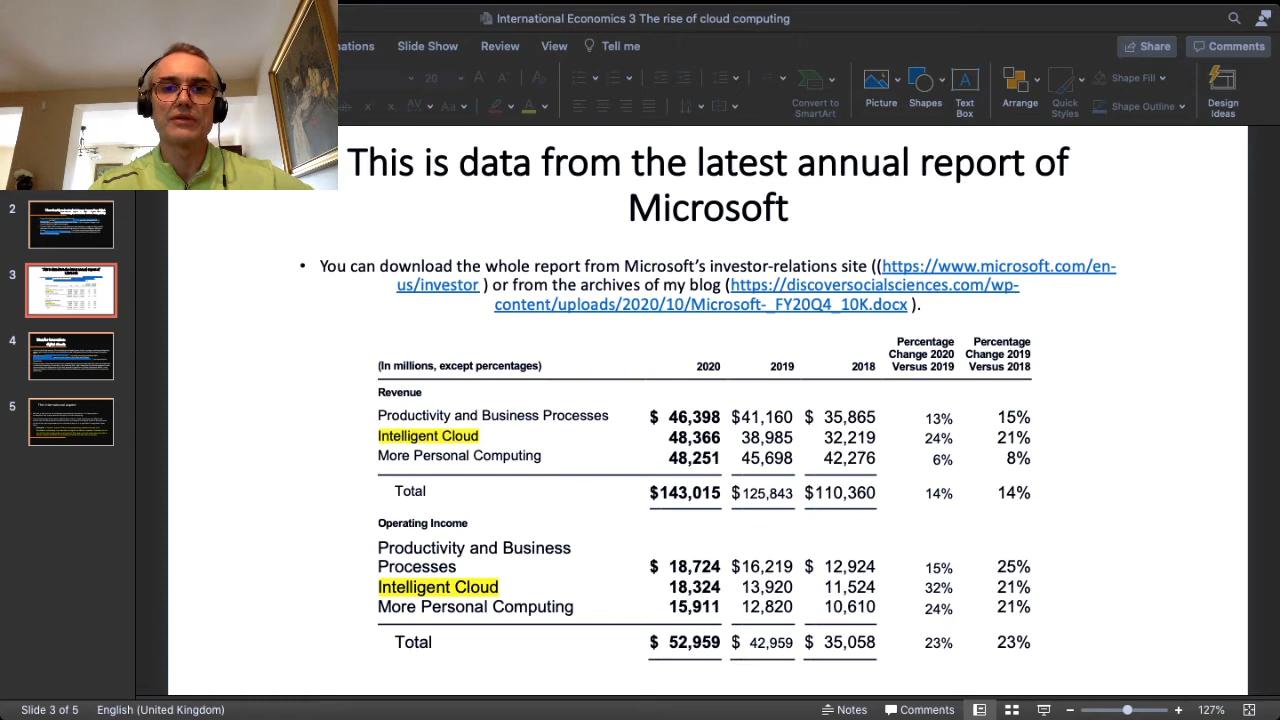 International Economics 3 The rise of cloud computing
Slide Show Review View Tell me Share Comments
20 Aa Convert to SmartArt Picture Shapes Text Box Arrange Quick Styles Shape Fill Shape Outline Design Ideas
This is data from the latest annual report of
Microsoft
• You can download the whole report from Microsoft's investor-relations site ((https://www.microsoft.com/en-
us/investor ) or from the archives of my blog (https://discoversocialsciences.com/wp-
content/uploads/2020/10/Microsoft-_FY20Q4_10K.docx ).
(In millions, except percentages) 2020 2019 2018 Percentage Change 2020 Versus 2019 Percentage Change 2019 Versus 2018
Revenue
Productivity and Business Processes $ 46,398 $41,160 $ 35,865 13% 15%
Intelligent Cloud 48,366 38,985 32,219 24% 21%
More Personal Computing 48,251 45,698 42,276 6% 8%
Total $143,015 $125,843 $110,360 14% 14%
Operating Income
Productivity and Business
Processes $ 18,724 $16,219 $ 12,924 15% 25%
Intelligent Cloud 18,324 13,920 11,524 32% 21%
More Personal Computing 15,911 12,820 10,610 24% 21%
Total $ 52,959 $ 42,959 $ 35,058 23% 23%
2
3
4
5
Slide 3 of 5 English (United Kingdom) Notes Comments 127%